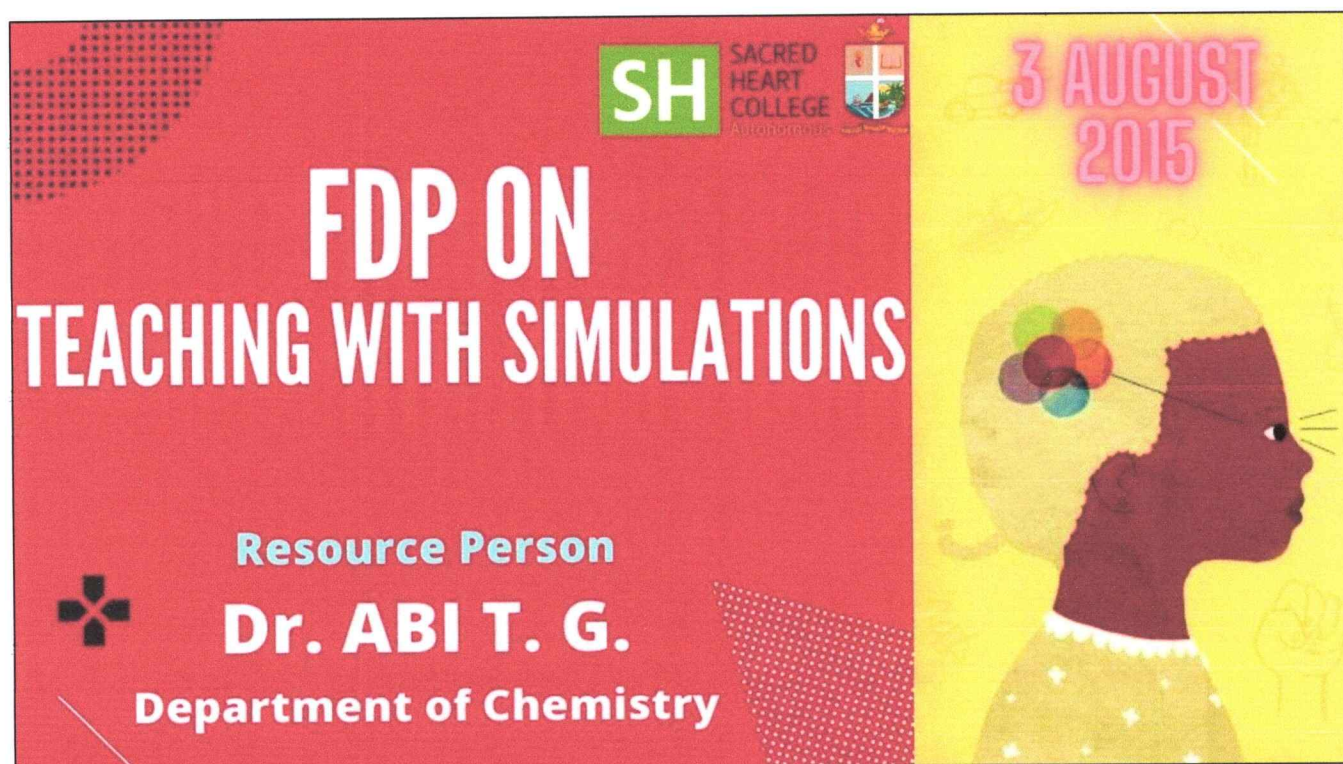 SH
SACRED
HEART
COLLEGE
Autonomous
3 AUGUST
2015
FDP ON
TEACHING WITH SIMULATIONS
Resource Person
Dr. ABI T. G.
Department of Chemistry